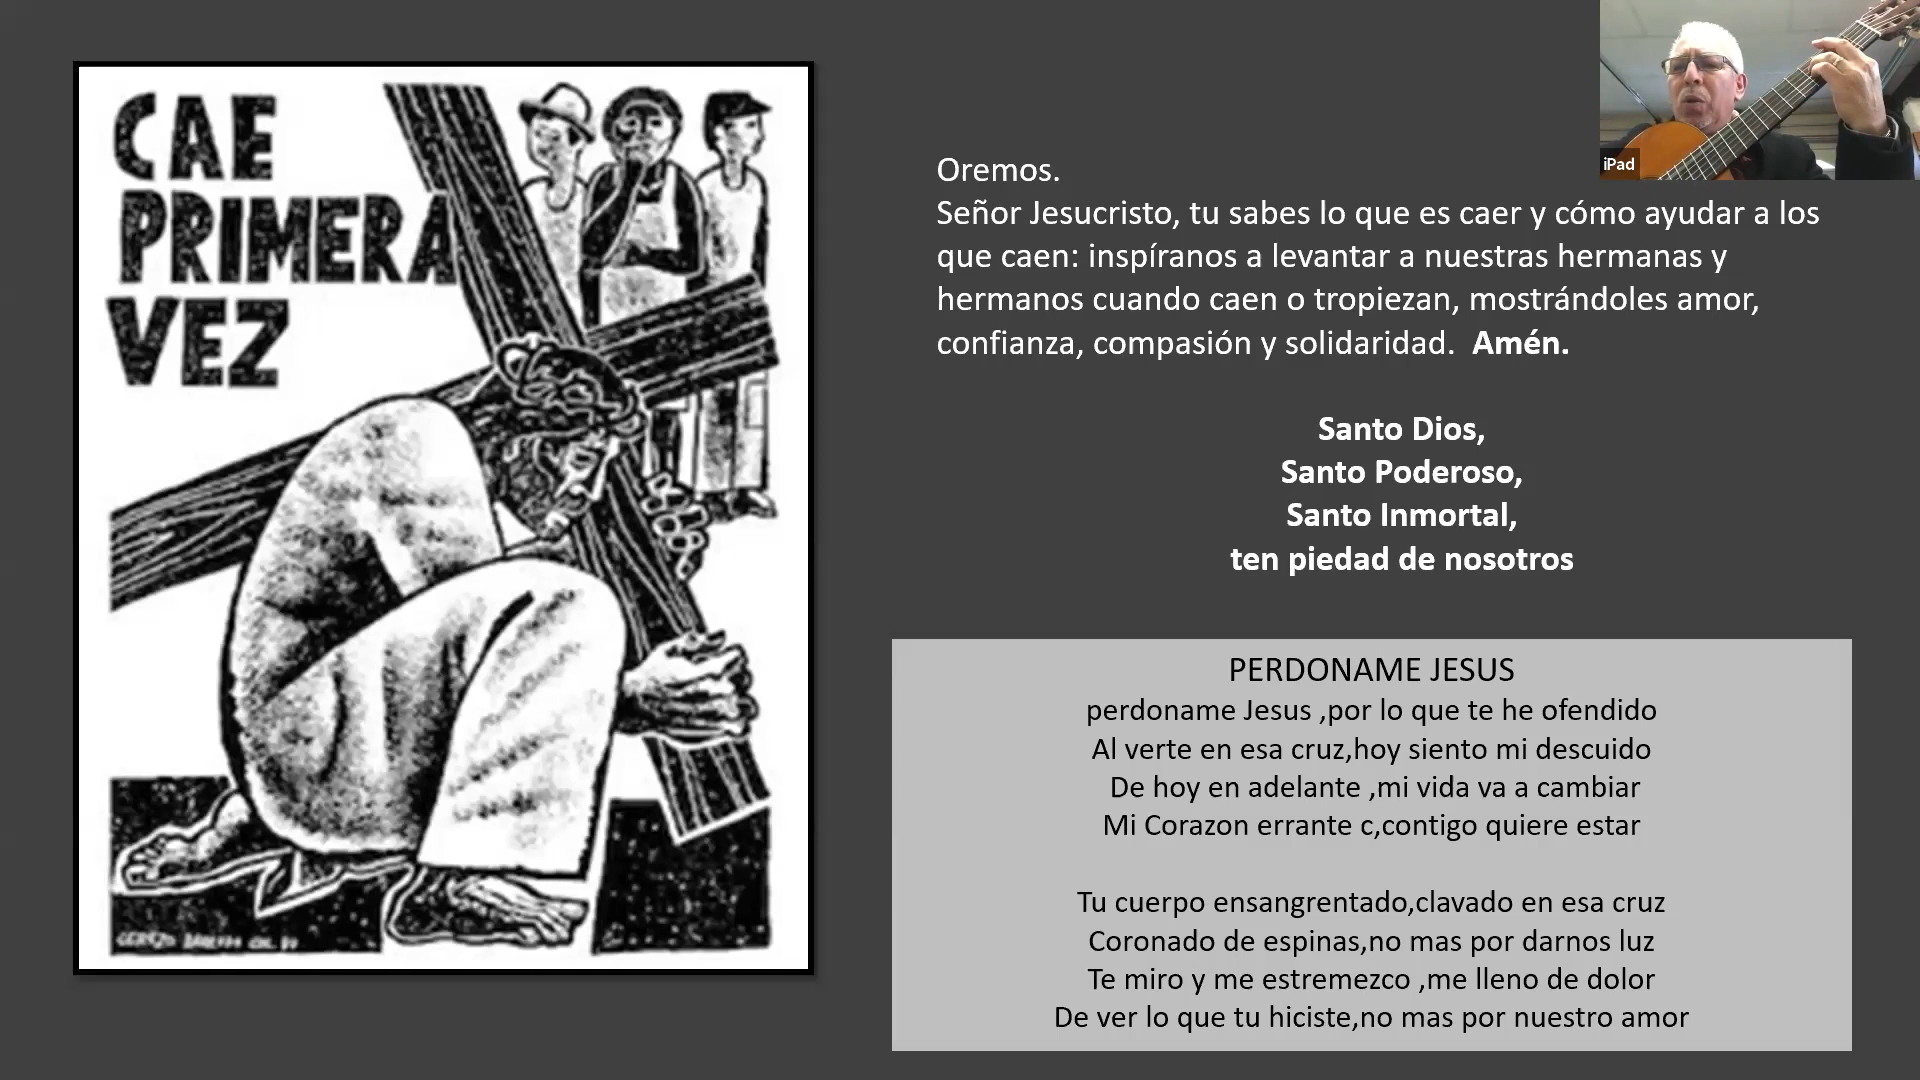 CAE
PRIMERA
VEZ
iPad
Oremos.
Señor Jesucristo, tu sabes lo que es caer y cómo ayudar a los
que caen: inspíranos a levantar a nuestras hermanas y
hermanos cuando caen o tropiezan, mostrándoles amor,
confianza, compasión y solidaridad.  Amén.
Santo Dios,
Santo Poderoso,
Santo Inmortal,
ten piedad de nosotros
PERDONAME JESUS
perdoname Jesus ,por lo que te he ofendido
Al verte en esa cruz,hoy siento mi descuido
De hoy en adelante ,mi vida va a cambiar
Mi Corazon errante c,contigo quiere estar
Tu cuerpo ensangrentado,clavado en esa cruz
Coronado de espinas,no mas por darnos luz
Te miro y me estremezco ,me lleno de dolor
De ver lo que tu hiciste,no mas por nuestro amor